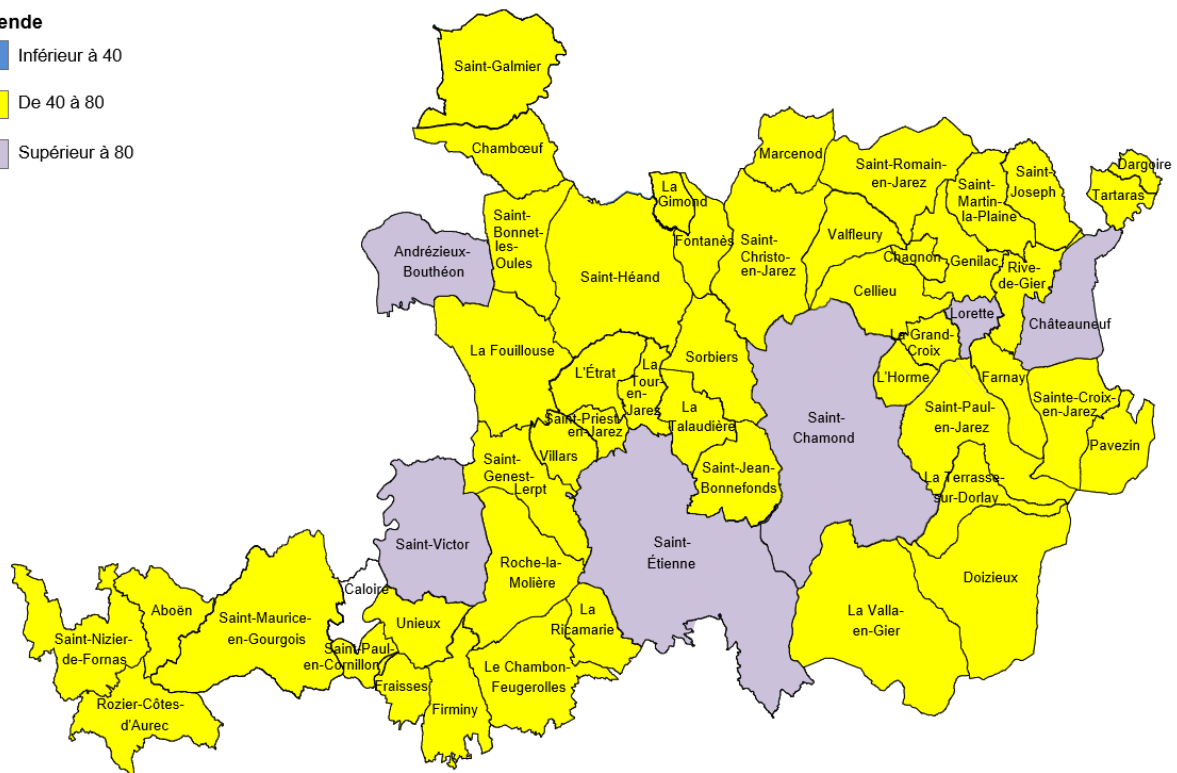 ende
Inférieur à 40
De 40 à 80
Supérieur à 80
Saint-Galmier
Chambœuf
Marcenod
Saint-Romain-
en-Jarez
Saint-
Joseph
Dargoire
Tartaras
La
Gimond
Saint-
Martin-
la-Plaine
Saint-
Bonnet-
les-
Oules
Andrézieux-
Bouthéon
Saint-Héand
Fontanès
Saint-
Christo-
en-Jarez
Valfleury
Chagnon
Genilac
Rive-
de-Gier
Cellieu
Lorette
Châteauneuf
La Grand-
Croix
La Fouillouse
Sorbiers
L'Étrat
La
Tour-
en-
Jarez
L'Horme
Farnay
Sainte-Croix-
en-Jarez
Saint-Paul-
en-Jarez
Pavezin
Saint-Priest-
en-Jarez
La
Talaudière
Saint-
Chamond
Villars
Saint-
Genest-
Lerpt
Saint-Jean-
Bonnefonds
La Terrasse-
sur-Dorlay
Saint-Victor
Saint-
Étienne
Roche-la-
Molière
Doizieux
Caloire
Aboën
Saint-Maurice-
en-Gourgois
Unieux
La
Ricamarie
La Valla-
en-Gier
Saint-Nizier-
de-Fornas
Saint-Paul-
en-Cornillon
Le Chambon-
Feugerolles
Fraisses
Firminy
Rozier-Côtes-
d'Aurec